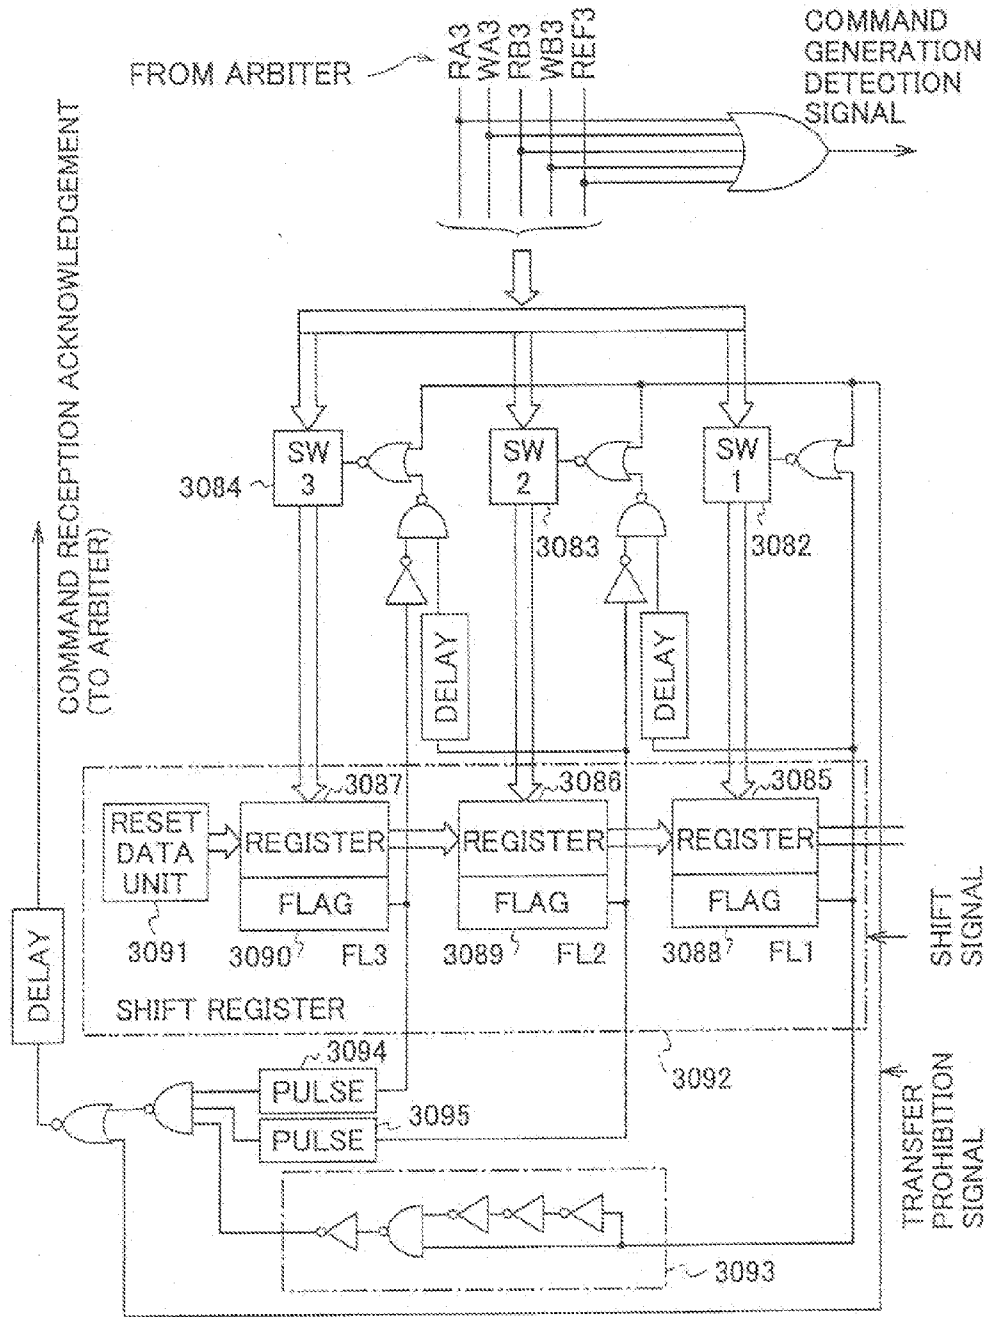 COMMAND
GENERATION
DETECTION
SIGNAL
FROM ARBITER
RA3
WA3
RB3
WB3
REF3
COMMAND RECEPTION ACKNOWLEDGEMENT
(TO ARBITER)
SW
3
SW
2
SW
1
3084
3083
3082
DELAY
DELAY
3087
3086
3085
RESET
DATA
UNIT
REGISTER
REGISTER
REGISTER
FLAG
FLAG
FLAG
3091
3090
FL3
3089
FL2
3088
FL1
SHIFT
SIGNAL
DELAY
SHIFT REGISTER
3094
3092
PULSE
3095
PULSE
TRANSFER
PROHIBITION
SIGNAL
3093